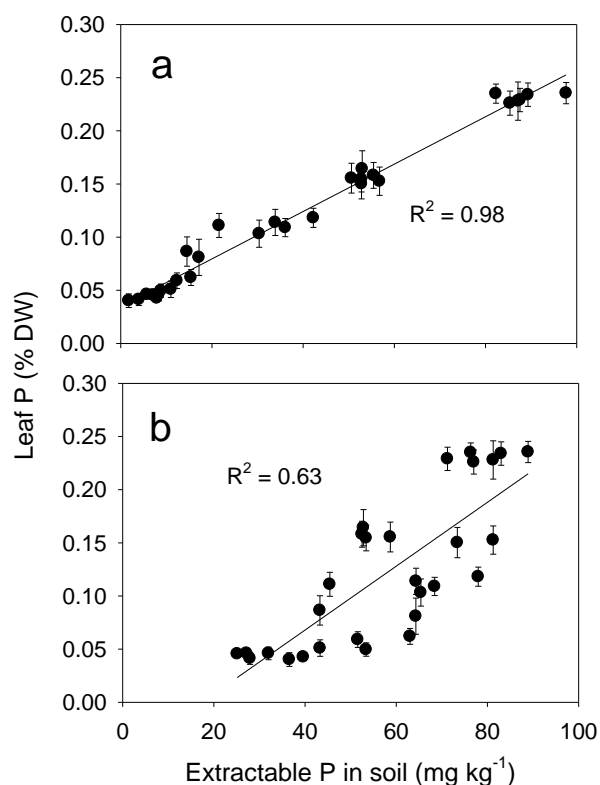 0.30
a
0.25
0.20
0.15
R² = 0.98
0.10
0.05
0.00
Leaf P (% DW)
0.30
b
0.25
R² = 0.63
0.20
0.15
0.10
0.05
0.00
0 20 40 60 80 100
Extractable P in soil (mg kg⁻¹)